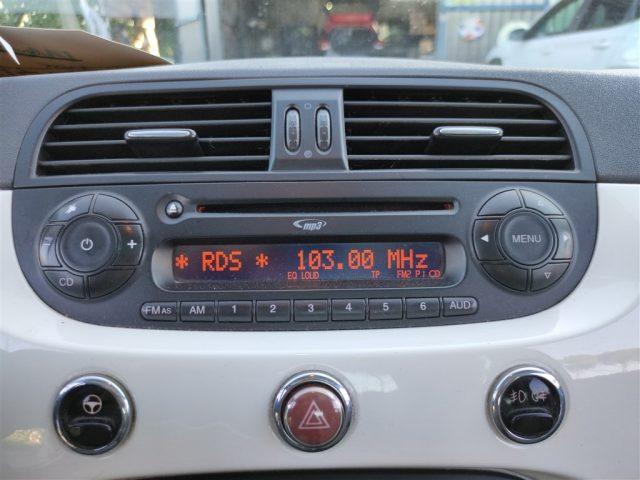 mp3
* RDS * 103.00 MHz
EQ LOUD TP FM2 CD
CD
MENU
FM AS AM 1 2 3 4 5 6 AUD